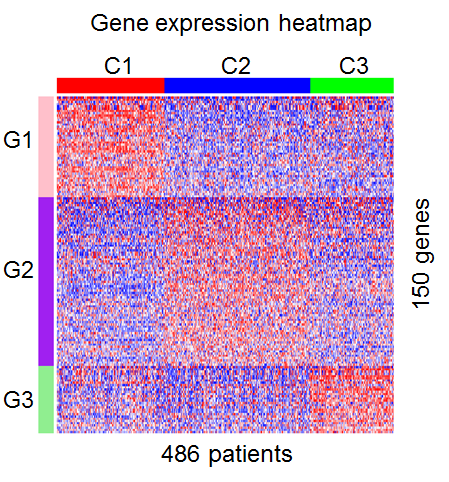 Gene expression heatmap
C1 C2 C3
G1
G2
G3
150 genes
486 patients